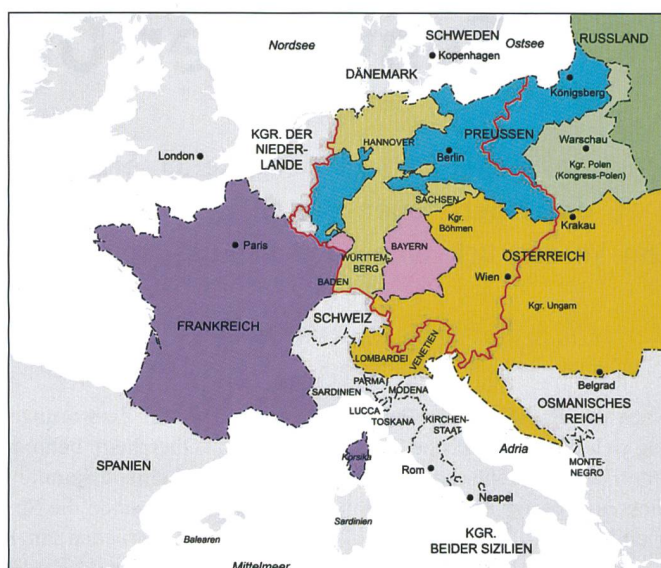 Nordsee
SCHWEDEN
Ostsee
RUSSLAND
Kopenhagen
DÄNEMARK
Königsberg
KGR. DER
NIEDER-
LANDE
HANNOVER
PREUSSEN
Warschau
London
Berlin
Kgr. Polen
(Kongress-Polen)
SACHSEN
Kgr.
Böhmen
Krakau
Paris
WÜRTTEM-
BERG
BAYERN
ÖSTERREICH
BADEN
Wien
Kgr. Ungarn
SCHWEIZ
FRANKREICH
LOMBARDEI
VENETIEN
PARMA
MODENA
Belgrad
SARDINIEN
LUCCA
TOSKANA
KIRCHEN-
STAAT
OSMANISCHES
REICH
Adria
MONTE-
NEGRO
SPANIEN
Korsika
Rom
Neapel
Sardinien
Balearen
KGR.
BEIDER SIZILIEN
Mittelmeer